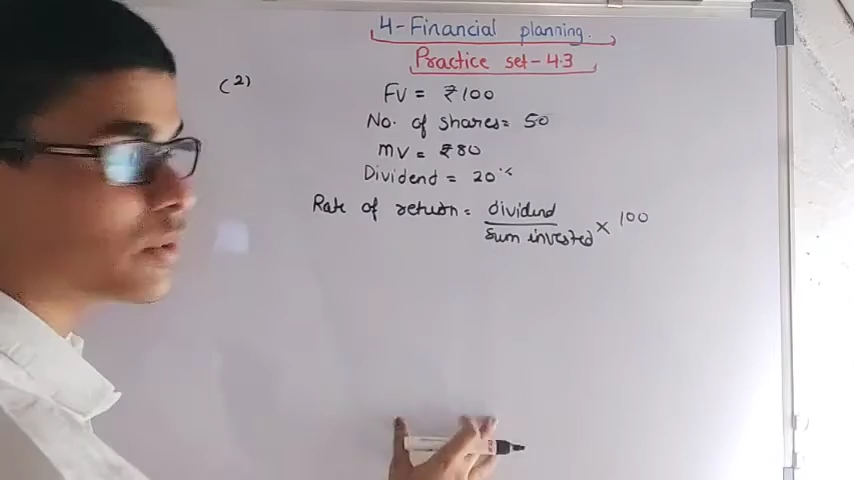 4-Financial planning.
Practice set-4.3
(2)
FV = ₹100
No. of shares= 50
MV = ₹80
Dividend = 20%
Rate of return= dividend / Sum invested × 100